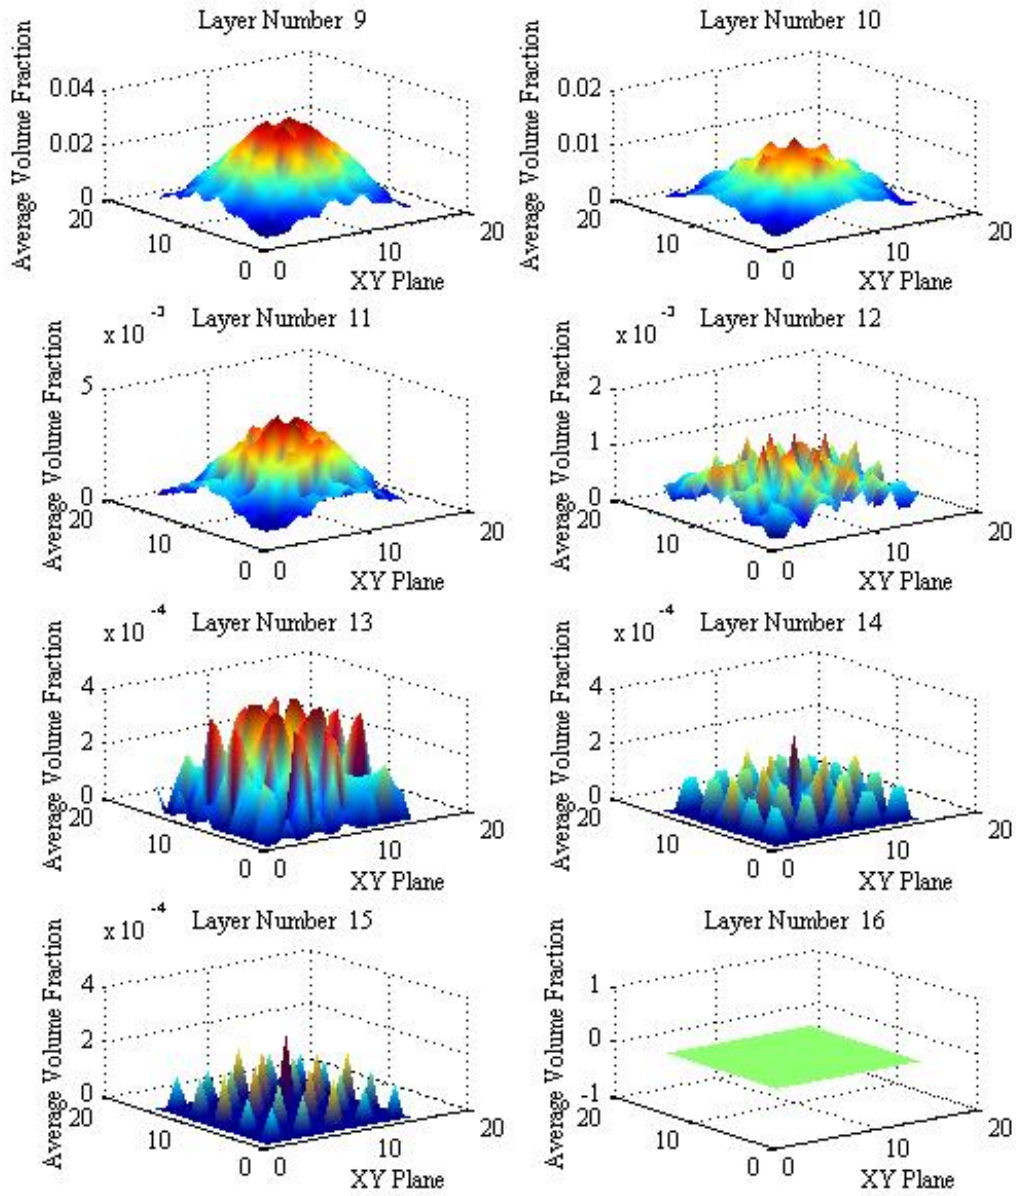 Layer Number 9
Average Volume Fraction
0.04
0.02
0
20
10
0
0
10
20
XY Plane
Layer Number 10
Average Volume Fraction
0.02
0.01
0
20
10
0
0
10
20
XY Plane
Layer Number 11
x 10 -3
Average Volume Fraction
5
0
20
10
0
0
10
20
XY Plane
Layer Number 12
x 10 -3
Average Volume Fraction
2
1
0
20
10
0
0
10
20
XY Plane
Layer Number 13
x 10 -4
Average Volume Fraction
4
2
0
20
10
0
0
10
20
XY Plane
Layer Number 14
x 10 -4
Average Volume Fraction
4
2
0
20
10
0
0
10
20
XY Plane
Layer Number 15
x 10 -4
Average Volume Fraction
4
2
0
20
10
0
0
10
20
XY Plane
Layer Number 16
Average Volume Fraction
1
0
-1
20
10
0
0
10
20
XY Plane